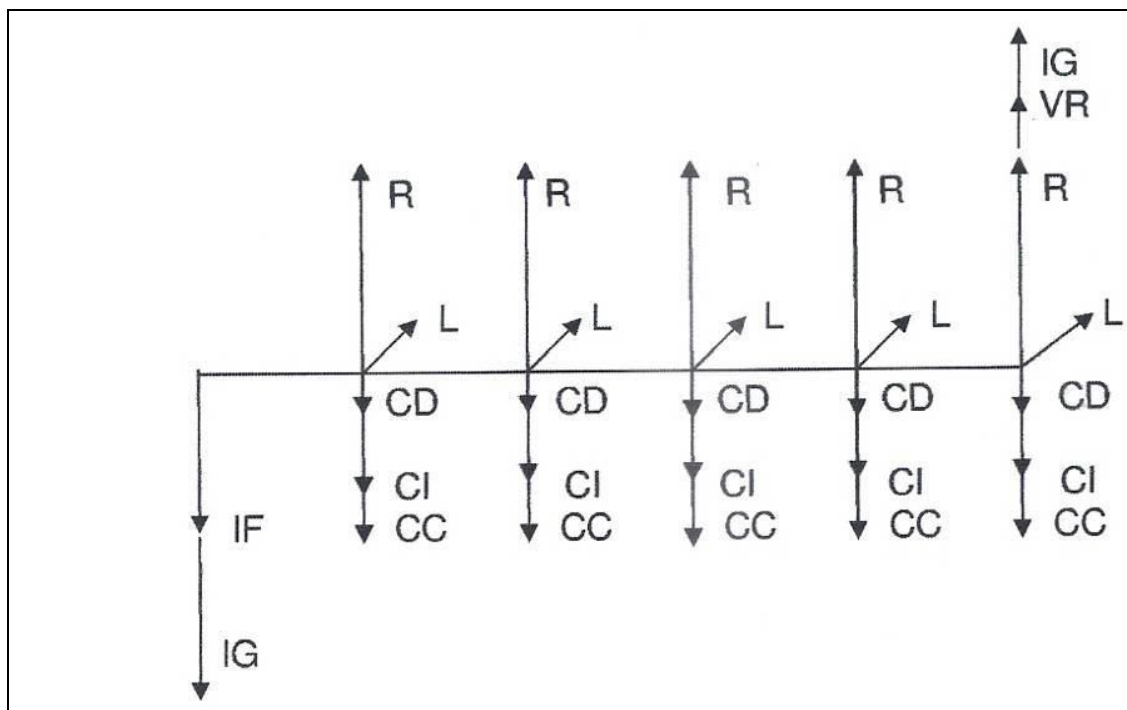 IG
VR
R R R R R
L L L L L
CD CD CD CD CD
CI CI CI CI CI
IF CC CC CC CC CC
IG